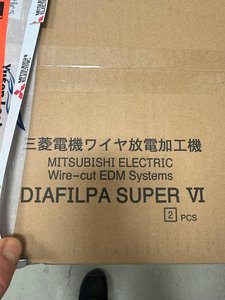 MITSUBISHI
三菱電機ワイヤ放電加工機
MITSUBISHI ELECTRIC
Wire-cut EDM Systems
DIAFILPA SUPER Ⅵ
2 PCS